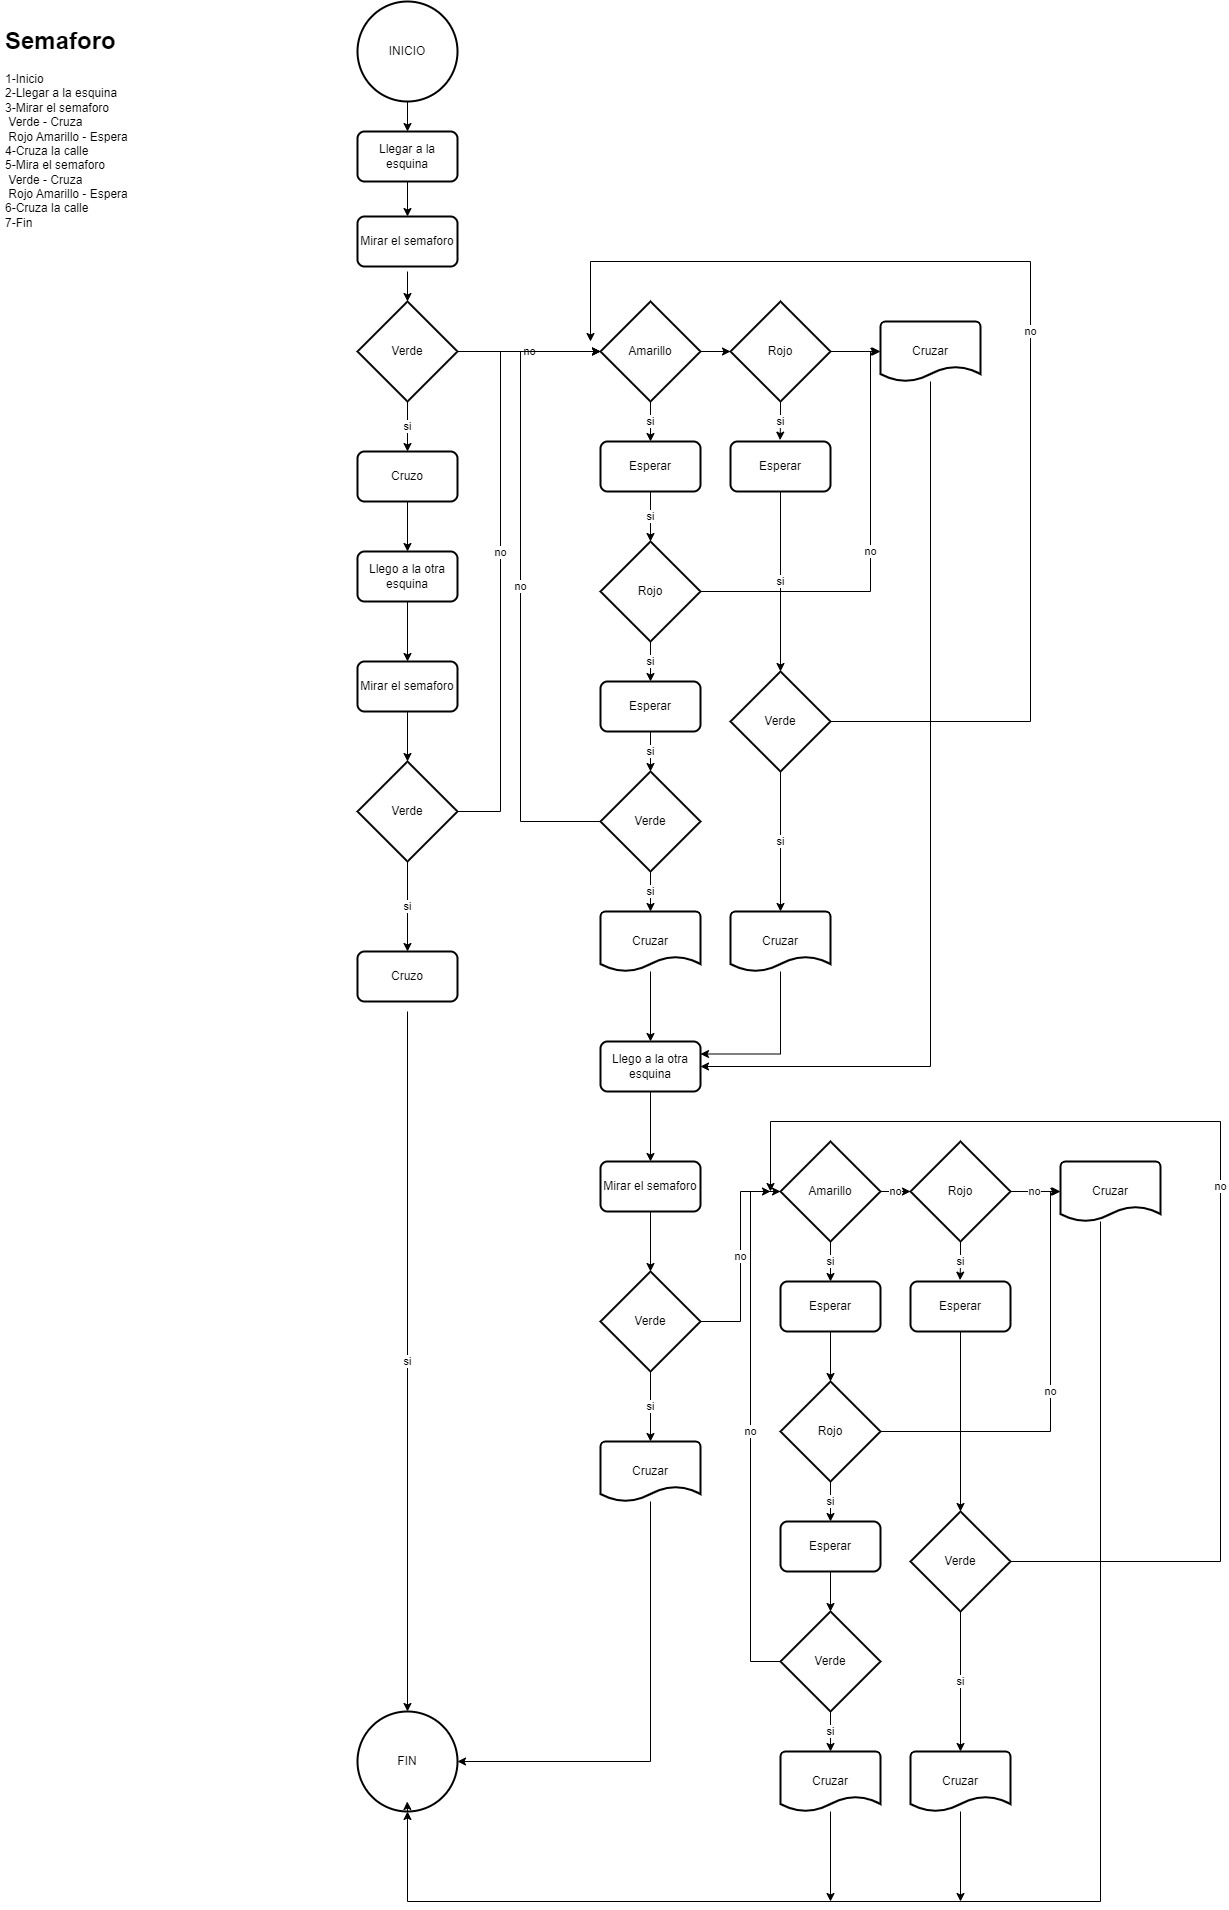 Semaforo
1-Inicio
2-Llegar a la esquina
3-Mirar el semaforo
Verde - Cruza
Rojo Amarillo - Espera
4-Cruza la calle
5-Mira el semaforo
Verde - Cruza
Rojo Amarillo - Espera
6-Cruza la calle
7-Fin
INICIO
Llegar a la
esquina
Mirar el semaforo
no
Verde
no
Amarillo
Rojo
Cruzar
si
si
si
Cruzo
Esperar
Esperar
si
no
no
Llego a la otra
esquina
si
no
Rojo
si
Mirar el semaforo
Esperar
Verde
si
Verde
Verde
si
si
si
Cruzar
Cruzar
Cruzo
Llego a la otra
esquina
Mirar el semaforo
Amarillo
no
Rojo
no
Cruzar
no
no
si
si
Esperar
Esperar
Verde
si
no
si
no
Rojo
Cruzar
si
Esperar
Verde
Verde
si
si
FIN
Cruzar
Cruzar